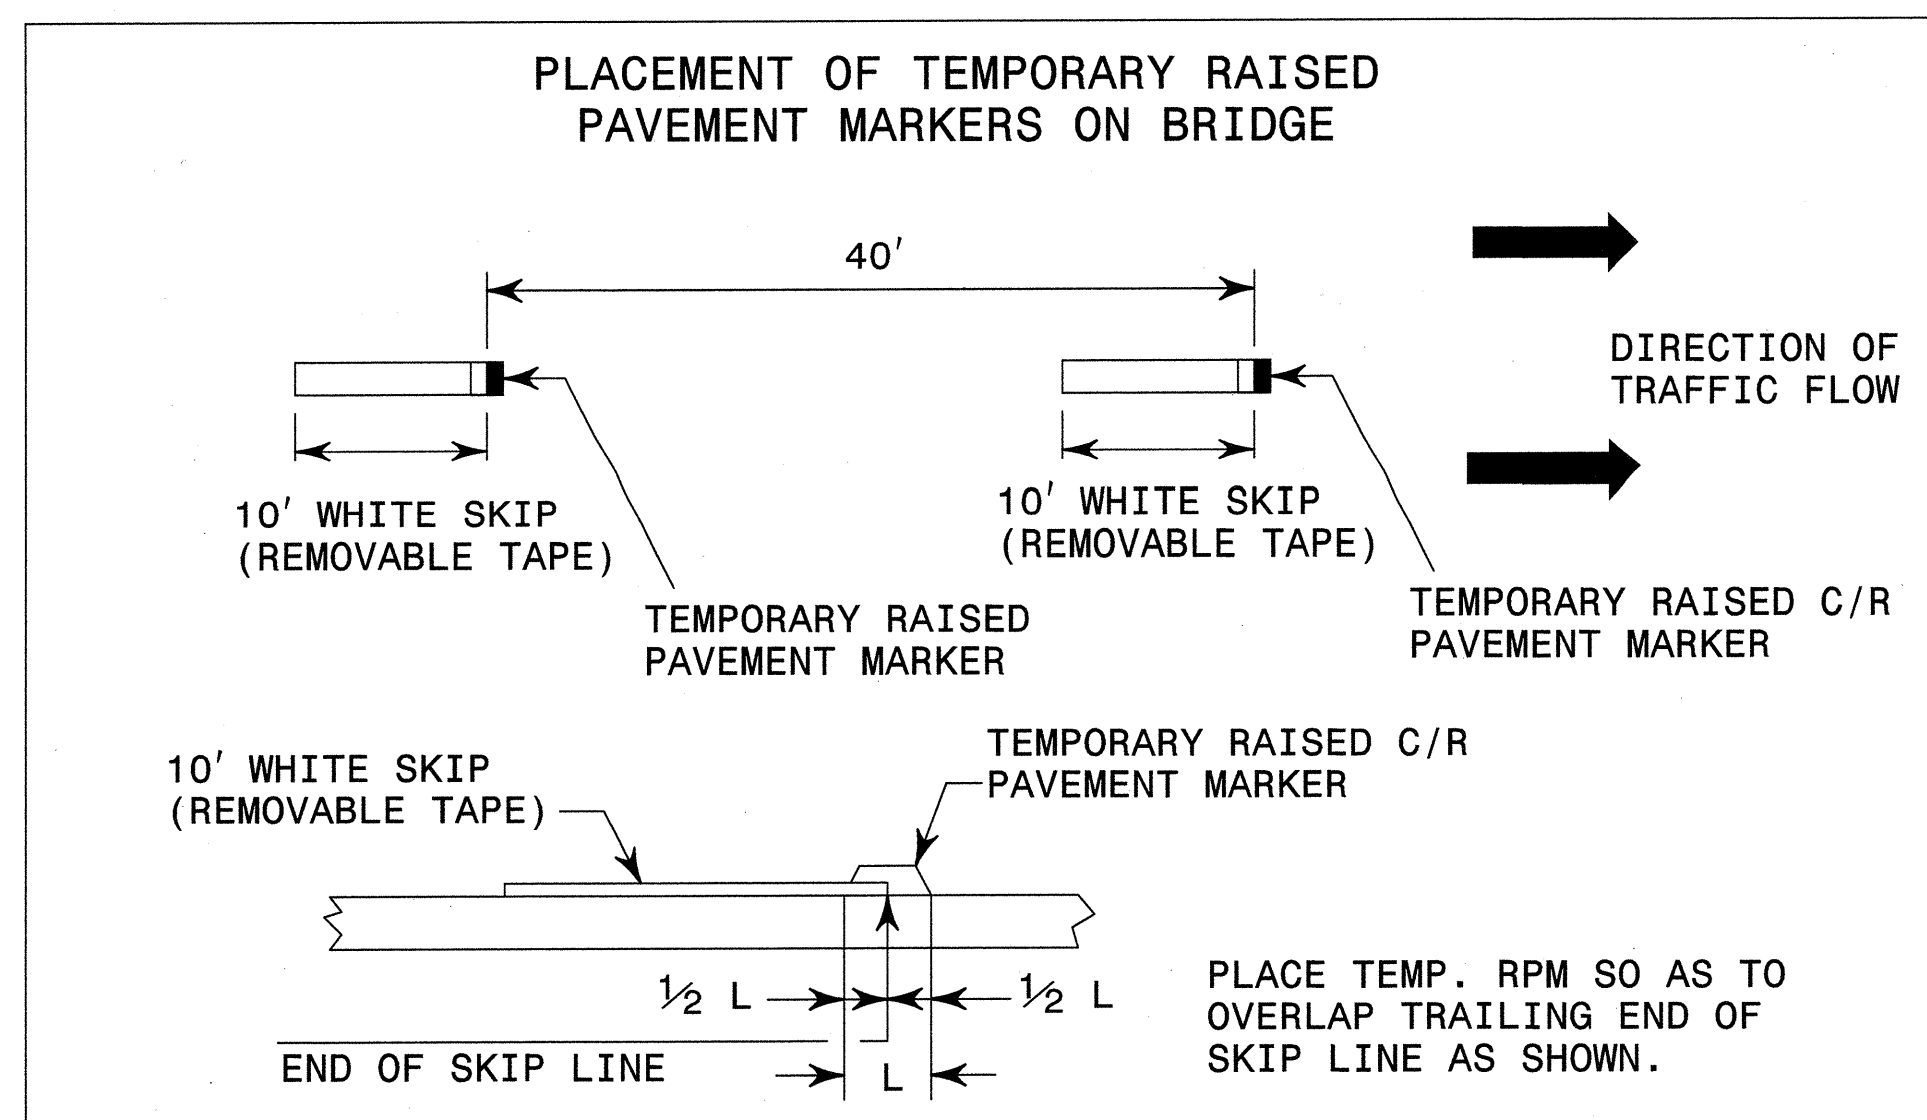 PLACEMENT OF TEMPORARY RAISED
PAVEMENT MARKERS ON BRIDGE
40'
DIRECTION OF
TRAFFIC FLOW
10' WHITE SKIP
(REMOVABLE TAPE)
10' WHITE SKIP
(REMOVABLE TAPE)
TEMPORARY RAISED
PAVEMENT MARKER
TEMPORARY RAISED C/R
PAVEMENT MARKER
10' WHITE SKIP
(REMOVABLE TAPE)
TEMPORARY RAISED C/R
PAVEMENT MARKER
½ L
½ L
END OF SKIP LINE
L
PLACE TEMP. RPM SO AS TO
OVERLAP TRAILING END OF
SKIP LINE AS SHOWN.